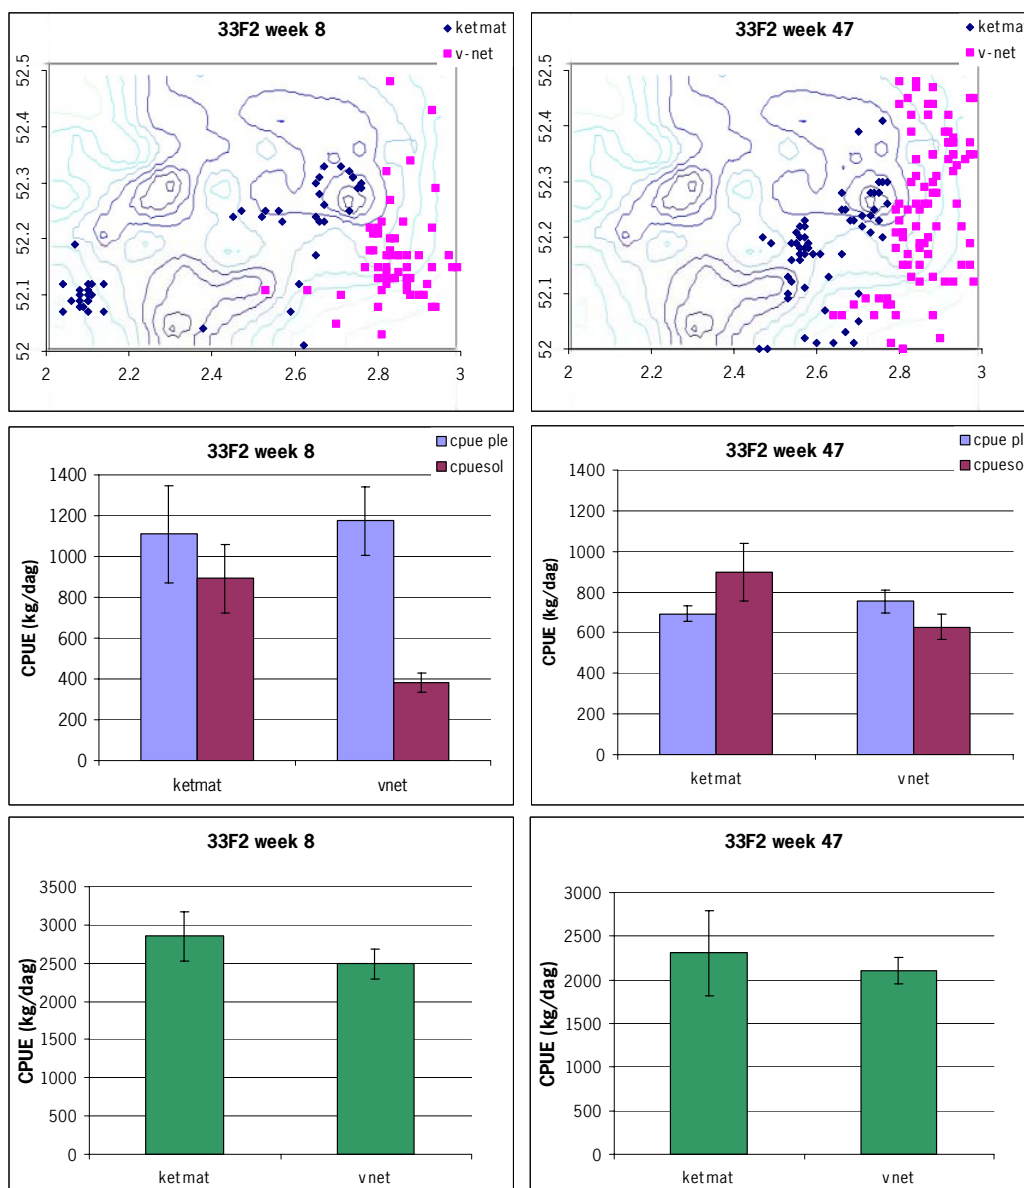 33F2 week 8
ketmat
v-net
52.5
52.4
52.3
52.2
52.1
52
2 2.2 2.4 2.6 2.8 3
33F2 week 47
ketmat
v-net
52.5
52.4
52.3
52.2
52.1
52
2 2.2 2.4 2.6 2.8 3
33F2 week 8
cpue ple
cpuesol
CPUE (kg/dag)
1400
1200
1000
800
600
400
200
0
ketmat vnet
33F2 week 47
cpue pl
cpuesol
CPUE (kg/dag)
1400
1200
1000
800
600
400
200
0
ketmat vnet
33F2 week 8
CPUE (kg/dag)
3500
3000
2500
2000
1500
1000
500
0
ketmat vnet
33F2 week 47
CPUE (kg/dag)
3000
2500
2000
1500
1000
500
0
ketmat vnet